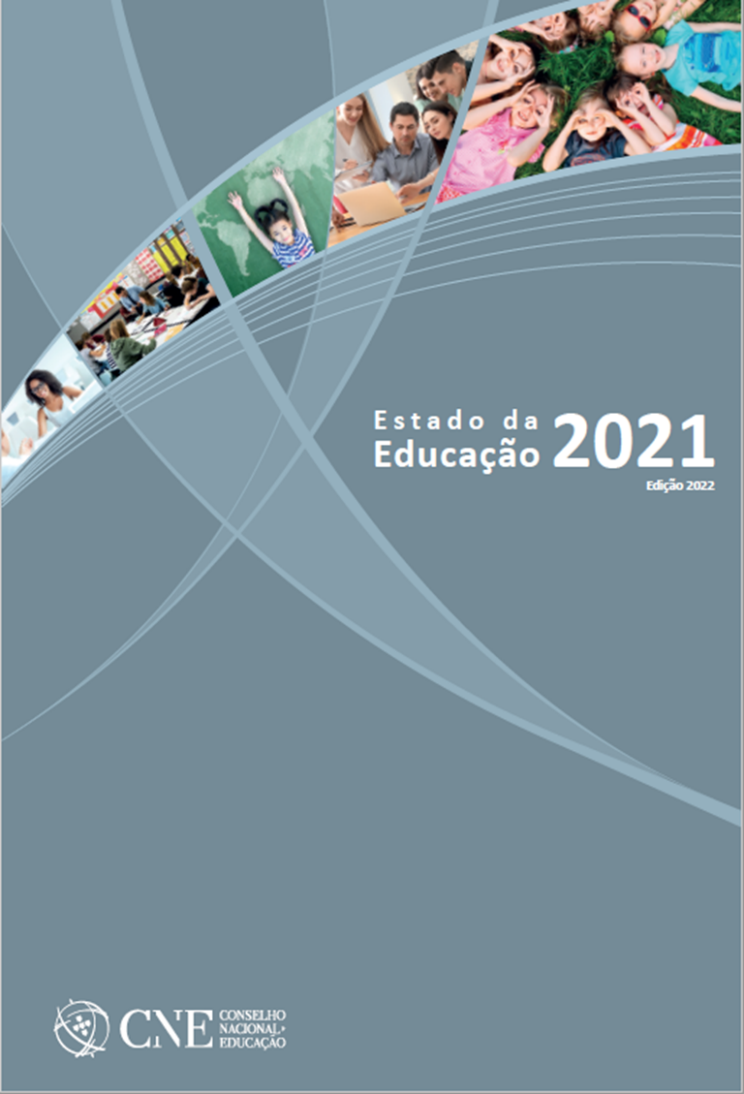 Estado da
Educação 2021
Edição 2022
CNE CONSELHO
NACIONAL
EDUCAÇÃO